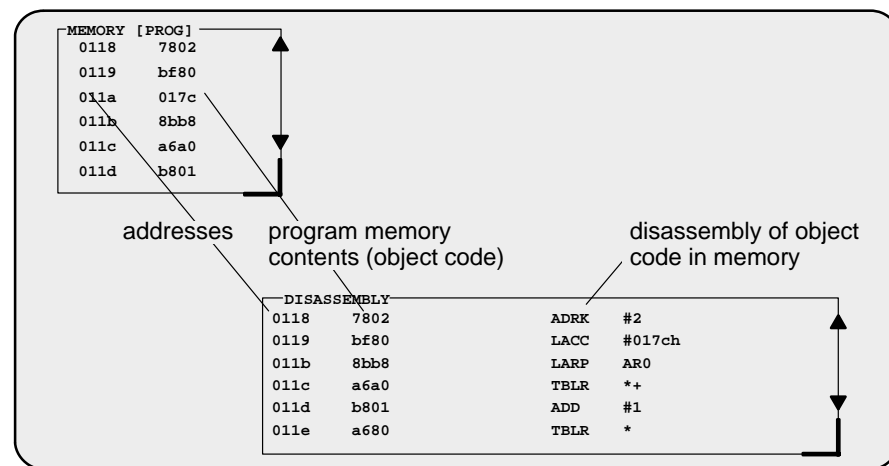 MEMORY [PROG]
0118 7802
0119 bf80
011a 017c
011b 8bb8
011c a6a0
011d b801
addresses
program memory
contents (object code)
disassembly of object
code in memory
DISASSEMBLY
0118 7802 ADRK #2
0119 bf80 LACC #017ch
011b 8bb8 LARP AR0
011c a6a0 TBLR *+
011d b801 ADD #1
011e a680 TBLR *